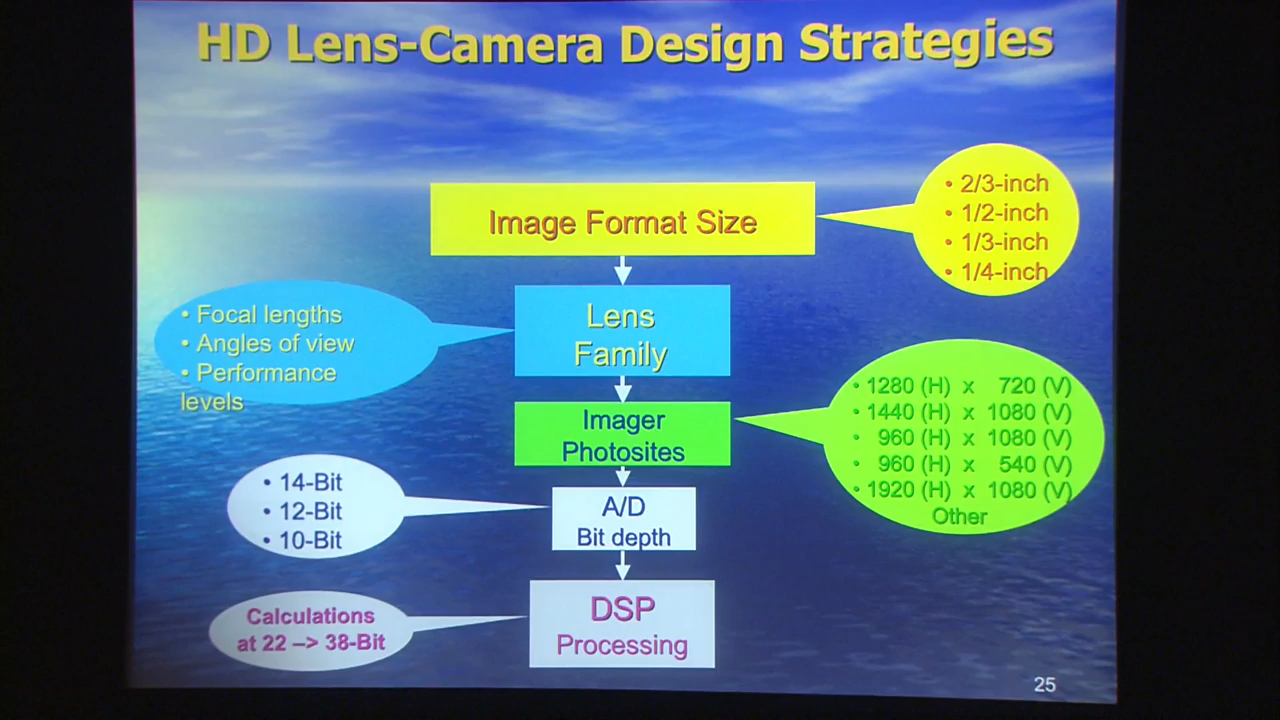 HD Lens-Camera Design Strategies
Image Format Size
• 2/3-inch
• 1/2-inch
• 1/3-inch
• 1/4-inch
• Focal lengths
• Angles of view
• Performance
levels
Lens
Family
Imager
Photosites
• 1280 (H) x 720 (V)
• 1440 (H) x 1080 (V)
• 960 (H) x 1080 (V)
• 960 (H) x 540 (V)
• 1920 (H) x 1080 (V)
Other
• 14-Bit
• 12-Bit
• 10-Bit
A/D
Bit depth
Calculations
at 22 –> 38-Bit
DSP
Processing
25